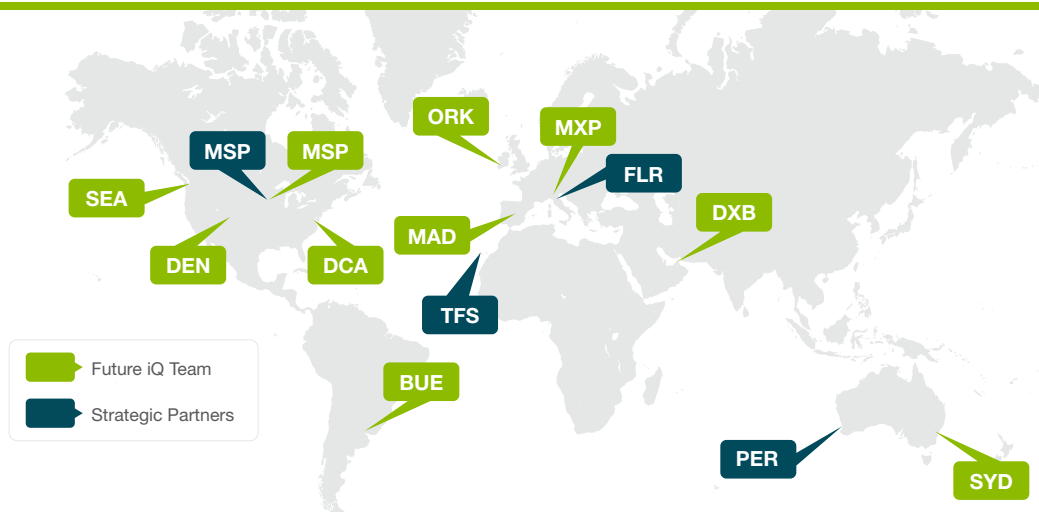 ORK
MXP
MSP
MSP
FLR
SEA
DXB
MAD
DEN
DCA
TFS
Future iQ Team
BUE
Strategic Partners
PER
SYD